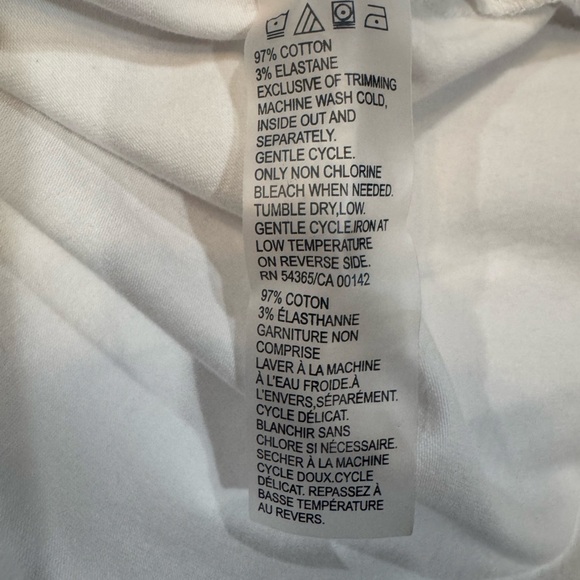 97% COTTON
3% ELASTANE
EXCLUSIVE OF TRIMMING
MACHINE WASH COLD,
INSIDE OUT AND
SEPARATELY.
GENTLE CYCLE.
ONLY NON CHLORINE
BLEACH WHEN NEEDED.
TUMBLE DRY,LOW.
GENTLE CYCLE.IRON AT
LOW TEMPERATURE
ON REVERSE SIDE.
RN 54365/CA 00142
97% COTON
3% ÉLASTHANNE
GARNITURE NON
COMPRISE
LAVER À LA MACHINE
À L'EAU FROIDE.À
L'ENVERS,SÉPARÉMENT.
CYCLE DÉLICAT.
BLANCHIR SANS
CHLORE SI NÉCESSAIRE.
SECHER À LA MACHINE
CYCLE DOUX.CYCLE
DÉLICAT. REPASSEZ À
BASSE TEMPÉRATURE
AU REVERS.